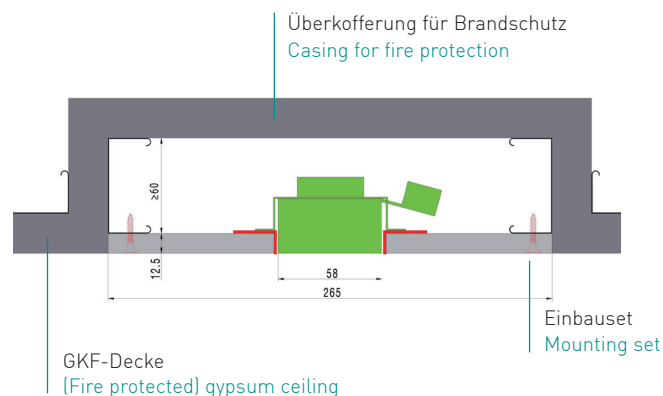 Überkofferung für Brandschutz
Casing for fire protection
≥60
12.5
58
265
Einbauset
Mounting set
GKF-Decke
(Fire protected) gypsum ceiling